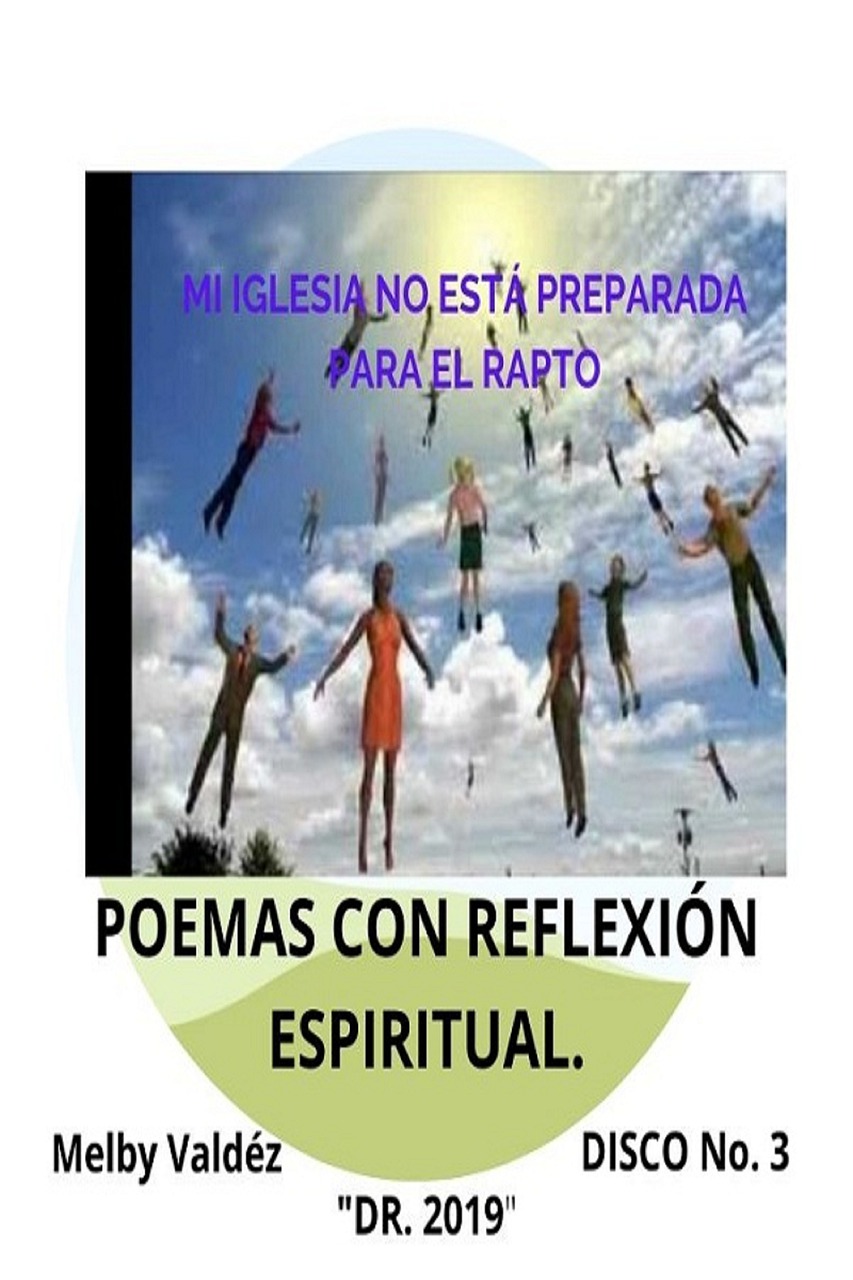 MI IGLESIA NO ESTÁ PREPARADA
PARA EL RAPTO
POEMAS CON REFLEXIÓN
ESPIRITUAL.
Melby Valdéz
DISCO No. 3
"DR. 2019"